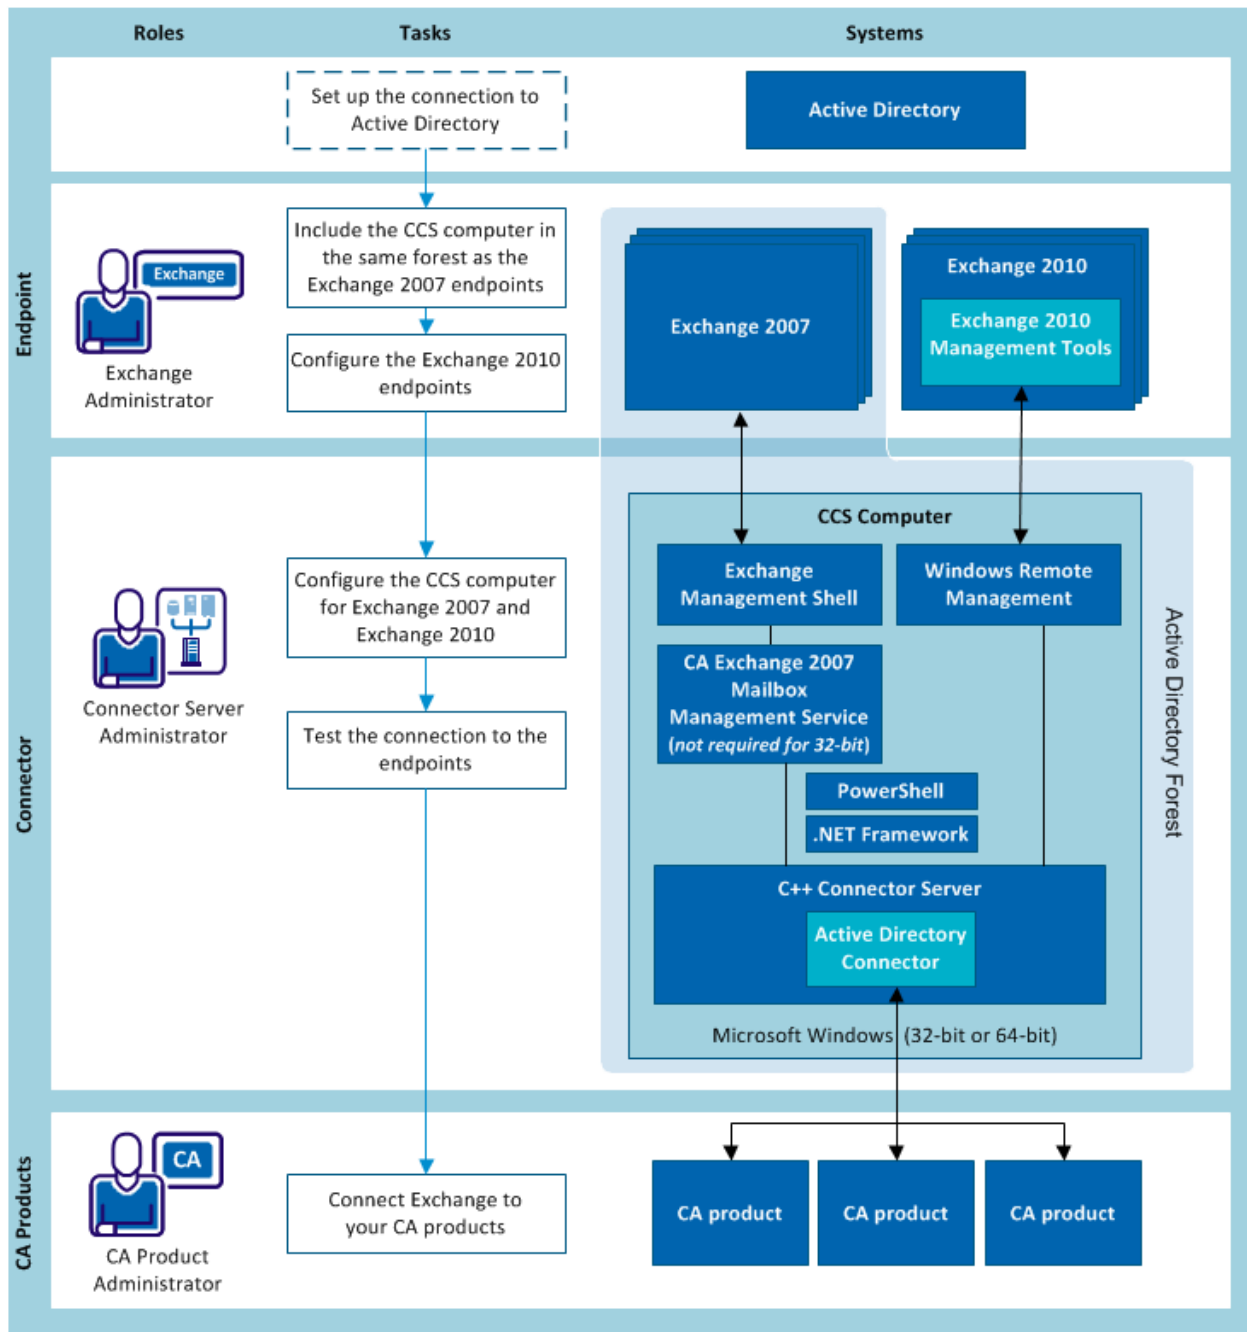 Roles
Tasks
Systems
Set up the connection to
Active Directory
Active Directory
Endpoint
Exchange
Exchange
Administrator
Include the CCS computer in
the same forest as the
Exchange 2007 endpoints
Configure the Exchange 2010
endpoints
Exchange 2007
Exchange 2010
Exchange 2010
Management Tools
Connector
Connector Server
Administrator
Configure the CCS computer
for Exchange 2007 and
Exchange 2010
Test the connection to the
endpoints
CCS Computer
Exchange
Management Shell
Windows Remote
Management
CA Exchange 2007
Mailbox
Management Service
(not required for 32-bit)
PowerShell
.NET Framework
C++ Connector Server
Active Directory
Connector
Microsoft Windows (32-bit or 64-bit)
Active Directory Forest
CA Products
CA
CA Product
Administrator
Connect Exchange to
your CA products
CA product
CA product
CA product